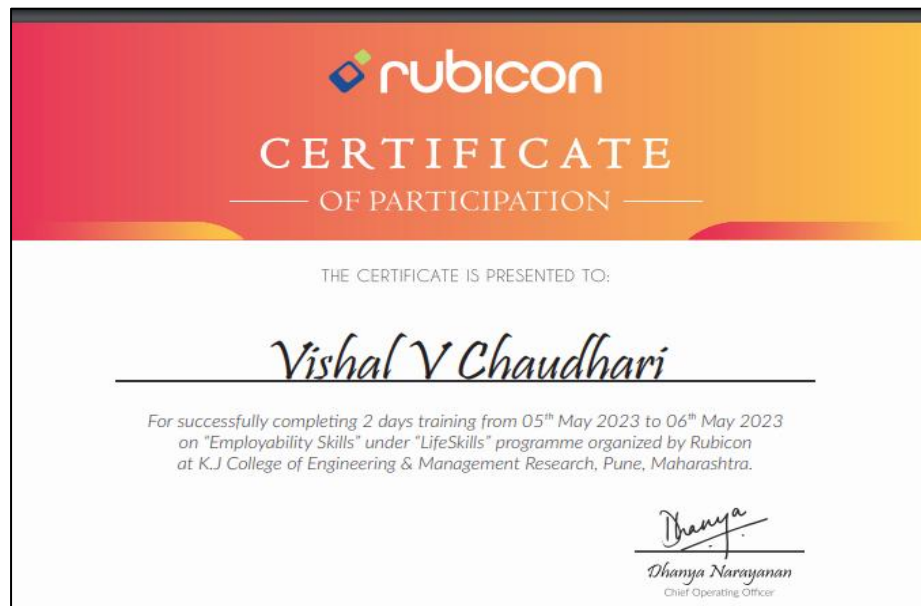 rubicon
CERTIFICATE
OF PARTICIPATION
THE CERTIFICATE IS PRESENTED TO:
Vishal V Chaudhari
For successfully completing 2 days training from 05th May 2023 to 06th May 2023
on “Employability Skills” under “LifeSkills” programme organized by Rubicon
at K.J College of Engineering & Management Research, Pune, Maharashtra.
Dhanya
Dhanya Narayanan
Chief Operating Officer